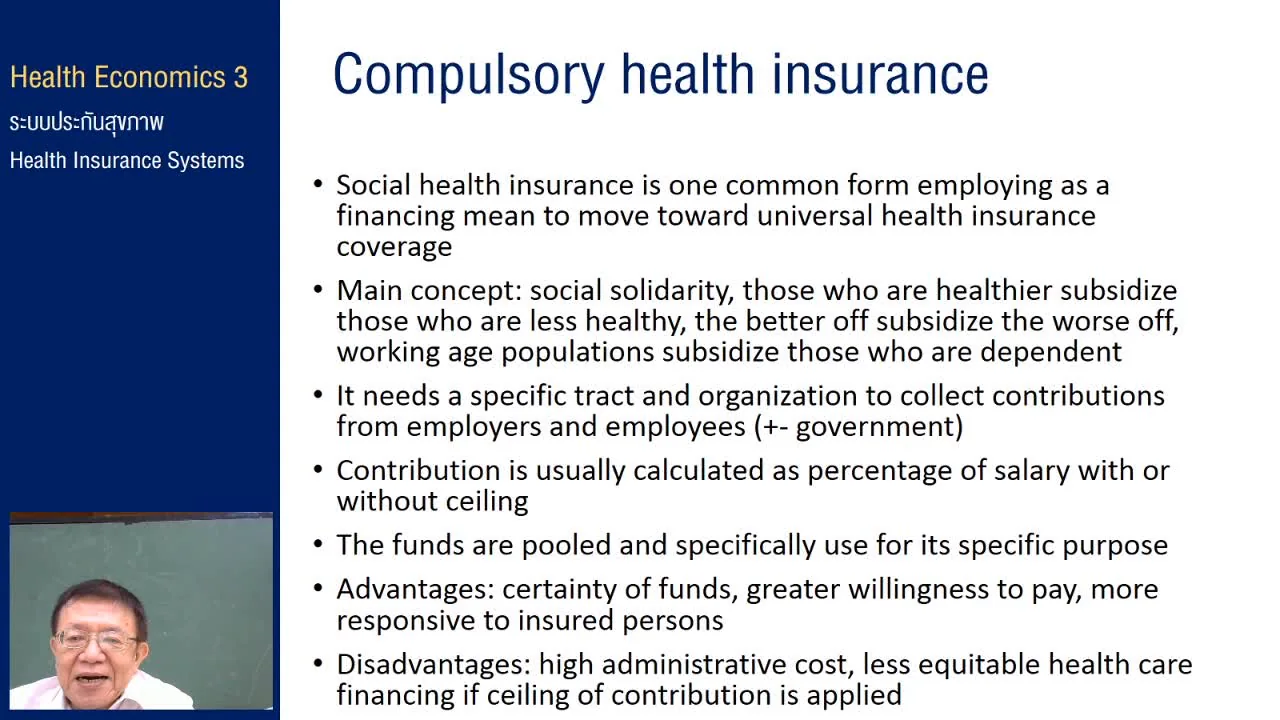 Health Economics 3
ระบบประกันสุขภาพ
Health Insurance Systems
Compulsory health insurance
• Social health insurance is one common form employing as a
financing mean to move toward universal health insurance
coverage
• Main concept: social solidarity, those who are healthier subsidize
those who are less healthy, the better off subsidize the worse off,
working age populations subsidize those who are dependent
• It needs a specific tract and organization to collect contributions
from employers and employees (+- government)
• Contribution is usually calculated as percentage of salary with or
without ceiling
• The funds are pooled and specifically use for its specific purpose
• Advantages: certainty of funds, greater willingness to pay, more
responsive to insured persons
• Disadvantages: high administrative cost, less equitable health care
financing if ceiling of contribution is applied